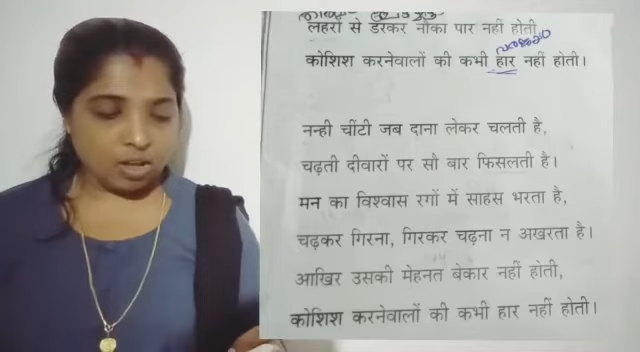 लहरों से डरकर नौका पार नहीं होती
कोशिश करनेवालों की कभी हार नहीं होती।
नन्ही चींटी जब दाना लेकर चलती है,
चढ़ती दीवारों पर सौ बार फिसलती है।
मन का विश्वास रगों में साहस भरता है,
चढ़कर गिरना, गिरकर चढ़ना न अखरता है।
आखिर उसकी मेहनत बेकार नहीं होती,
कोशिश करनेवालों की कभी हार नहीं होती।